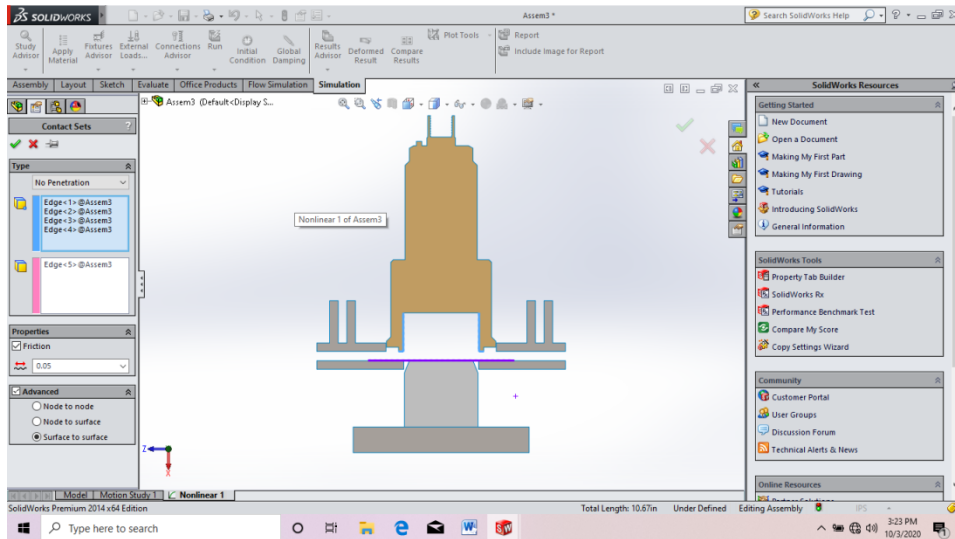 SOLIDWORKS
Assem3 *
Search SolidWorks Help
Study Advisor
Apply Material
Fixtures Advisor
External Loads...
Connections Advisor
Run
Initial Condition
Global Damping
Results Advisor
Deformed Result
Compare Results
Plot Tools
Report
Include Image for Report
Assembly Layout Sketch Evaluate Office Products Flow Simulation Simulation
Assem3 (Default<Display S...
Contact Sets ?
Type
No Penetration
Edge<1>@Assem3
Edge<2>@Assem3
Edge<3>@Assem3
Edge<4>@Assem3
Edge<5>@Assem3
Properties
Friction
0.05
Advanced
Node to node
Node to surface
Surface to surface
Nonlinear 1 of Assem3
Z
X
SolidWorks Resources
Getting Started
New Document
Open a Document
Making My First Part
Making My First Drawing
Tutorials
Introducing SolidWorks
General Information
SolidWorks Tools
Property Tab Builder
SolidWorks Rx
Performance Benchmark Test
Compare My Score
Copy Settings Wizard
Community
Customer Portal
User Groups
Discussion Forum
Technical Alerts & News
Online Resources
Model Motion Study 1 Nonlinear 1
SolidWorks Premium 2014 x64 Edition
Total Length: 10.67in Under Defined Editing Assembly IPS
Type here to search
3:23 PM
10/3/2020